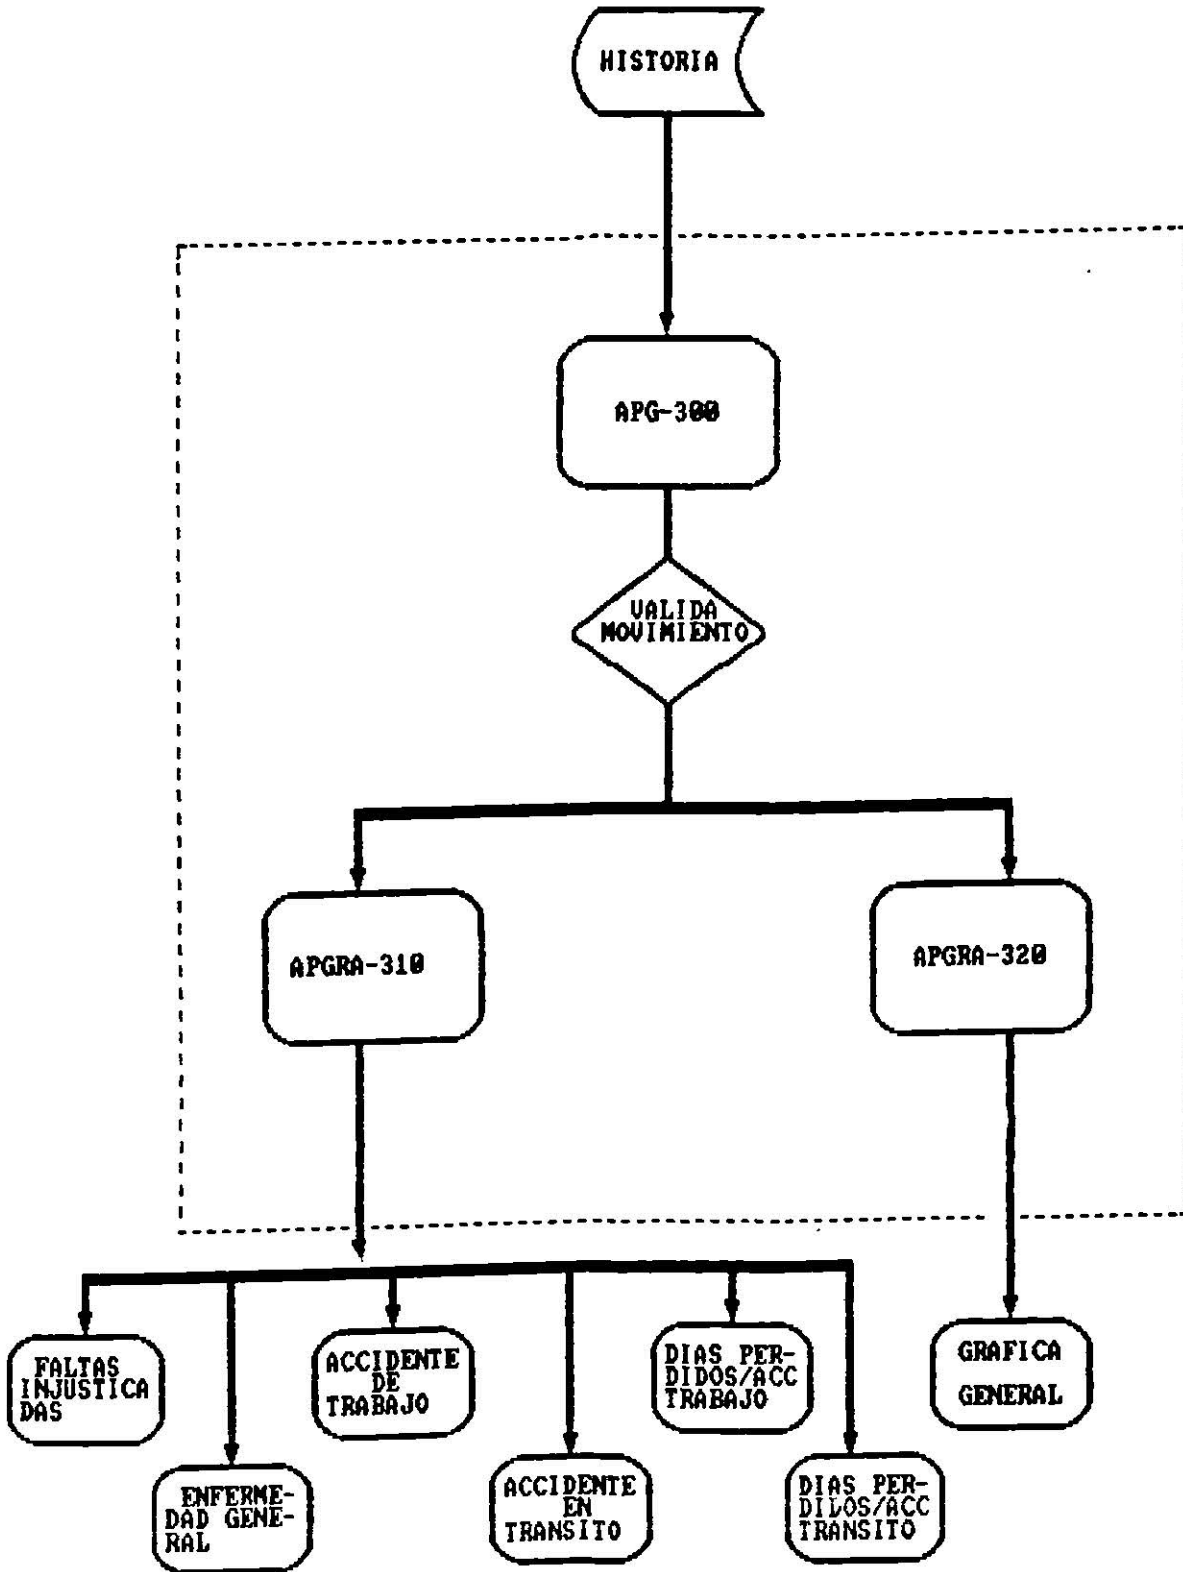 HISTORIA
APG-300
VALIDA
MOVIMIENTO
APGRA-310
APGRA-320
FALTAS
INJUSTICA
DAS
ENFERME-
DAD GENE-
RAL
ACCIDENTE
DE
TRABAJO
ACCIDENTE
EN
TRANSITO
DIAS PER-
DIDOS/ACC
TRABAJO
DIAS PER-
DIDOS/ACC
TRANSITO
GRAFICA
GENERAL